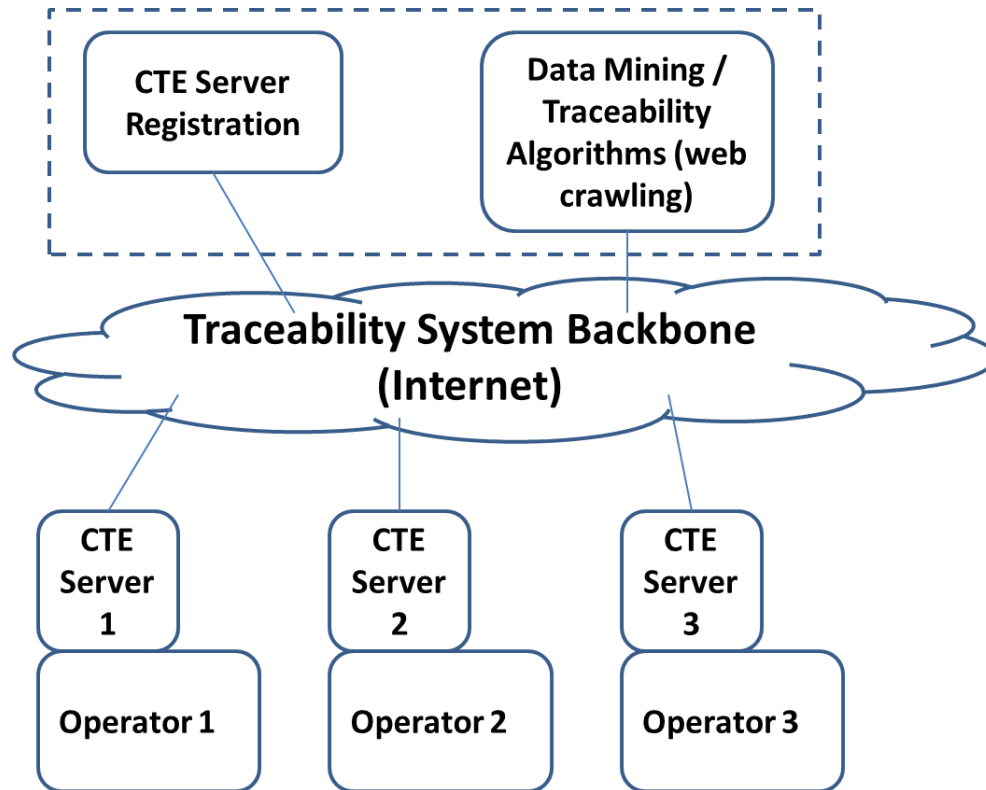 CTE Server
Registration
Data Mining /
Traceability
Algorithms (web
crawling)
Traceability System Backbone
(Internet)
CTE
Server
1
CTE
Server
2
CTE
Server
3
Operator 1
Operator 2
Operator 3